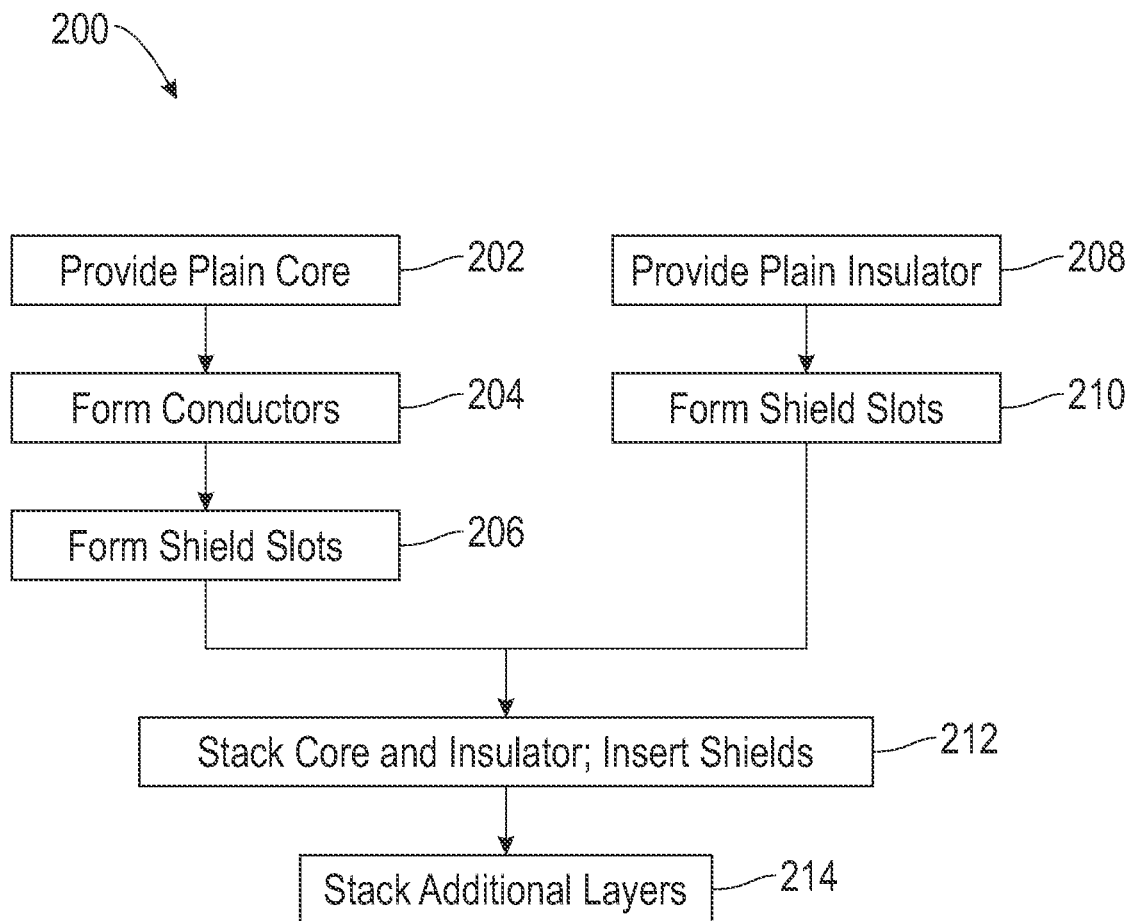 200
Provide Plain Core
202
Provide Plain Insulator
208
Form Conductors
204
Form Shield Slots
210
Form Shield Slots
206
Stack Core and Insulator; Insert Shields
212
Stack Additional Layers
214